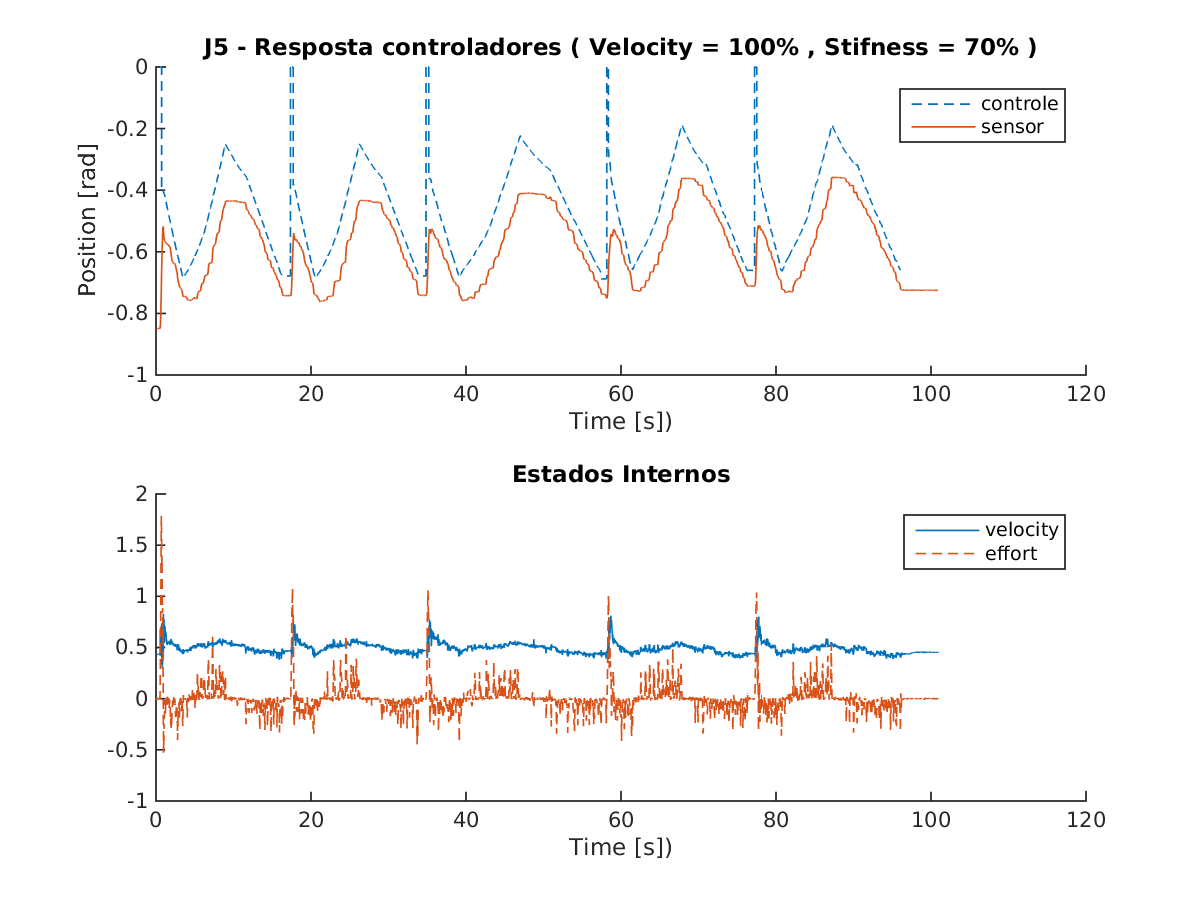 J5 - Resposta controladores ( Velocity = 100% , Stifness = 70% )
0
-0.2
-0.4
-0.6
-0.8
-1
Position [rad]
controle
sensor
0 20 40 60 80 100 120
Time [s])
Estados Internos
2
1.5
1
0.5
0
-0.5
-1
velocity
effort
0 20 40 60 80 100 120
Time [s])